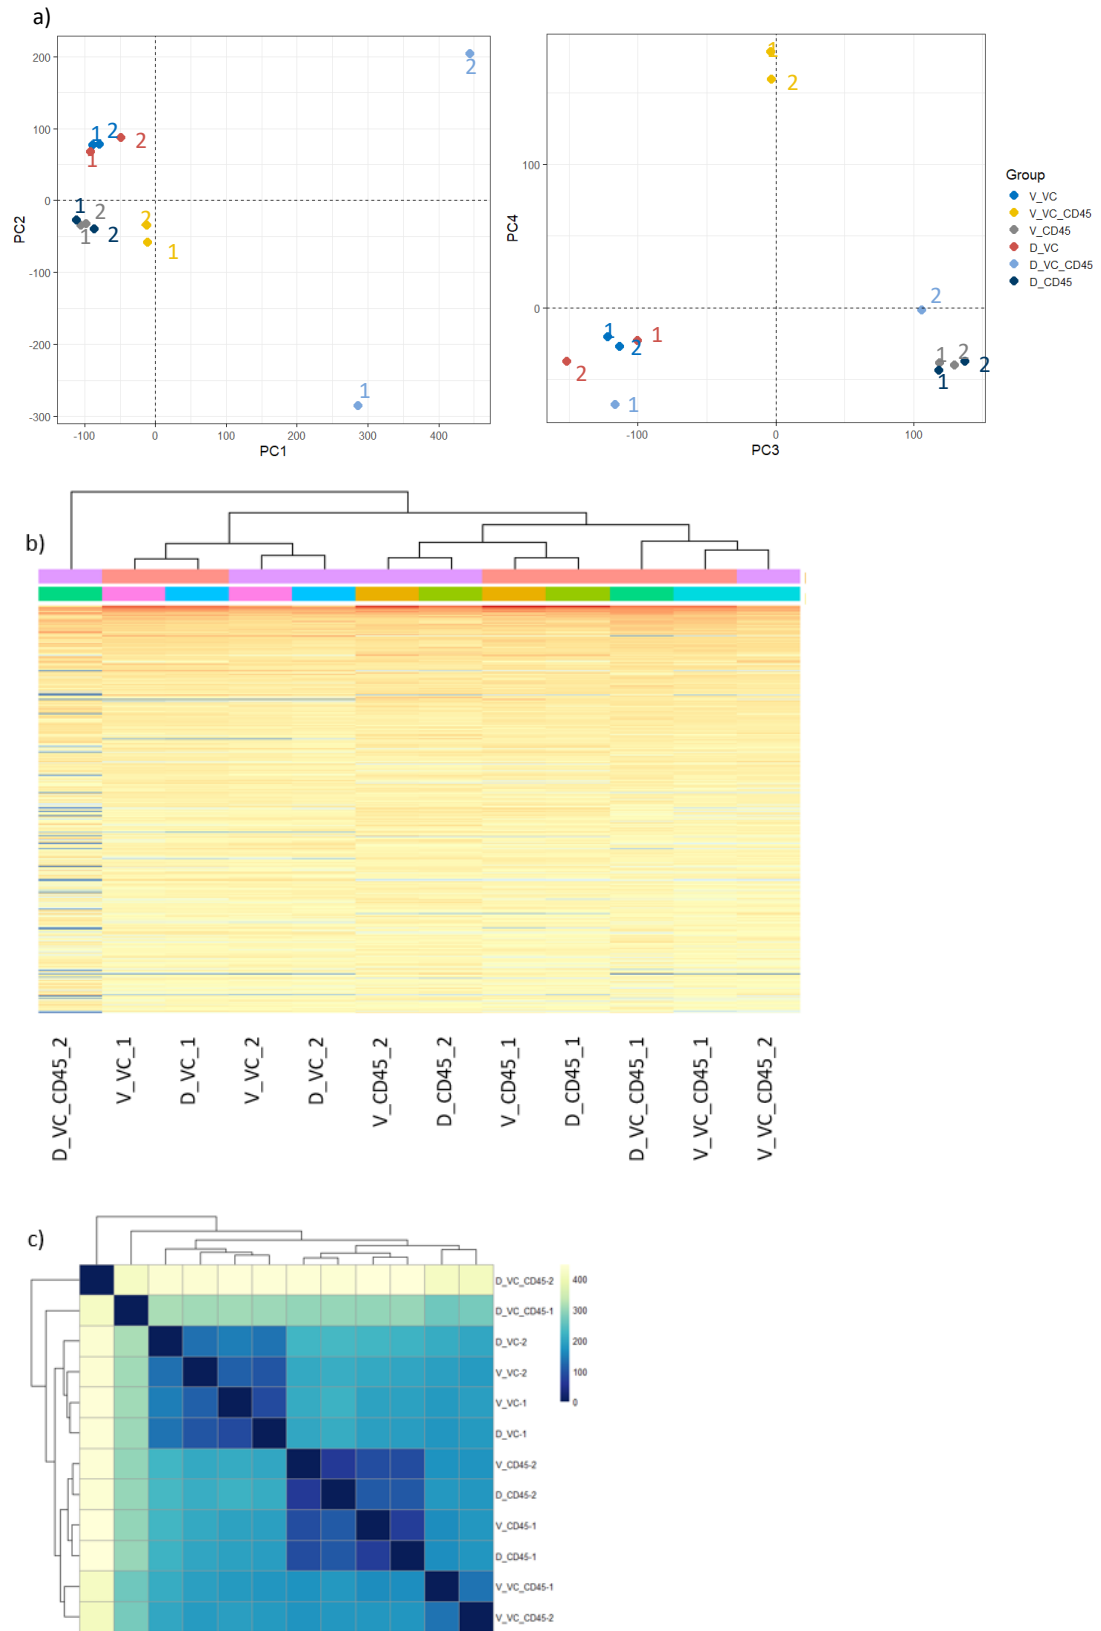 a)
200
100
0
-100
-200
-300
PC2
-100
0
100
200
300
400
PC1
2
1
2
2
1
1
2
1
2
2
1
1
100
0
PC4
-100
0
100
PC3
1
2
2
1
1
2
2
1
1
2
2
1
Group
V_VC
V_VC_CD45
V_CD45
D_VC
D_VC_CD45
D_CD45
b)
D_VC_CD45_2
V_VC_1
D_VC_1
V_VC_2
D_VC_2
V_CD45_2
D_CD45_2
V_CD45_1
D_CD45_1
D_VC_CD45_1
V_VC_CD45_1
V_VC_CD45_2
c)
D_VC_CD45-2
D_VC_CD45-1
D_VC-2
V_VC-2
V_VC-1
D_VC-1
V_CD45-2
D_CD45-2
V_CD45-1
D_CD45-1
V_VC_CD45-1
V_VC_CD45-2
400
300
200
100
0